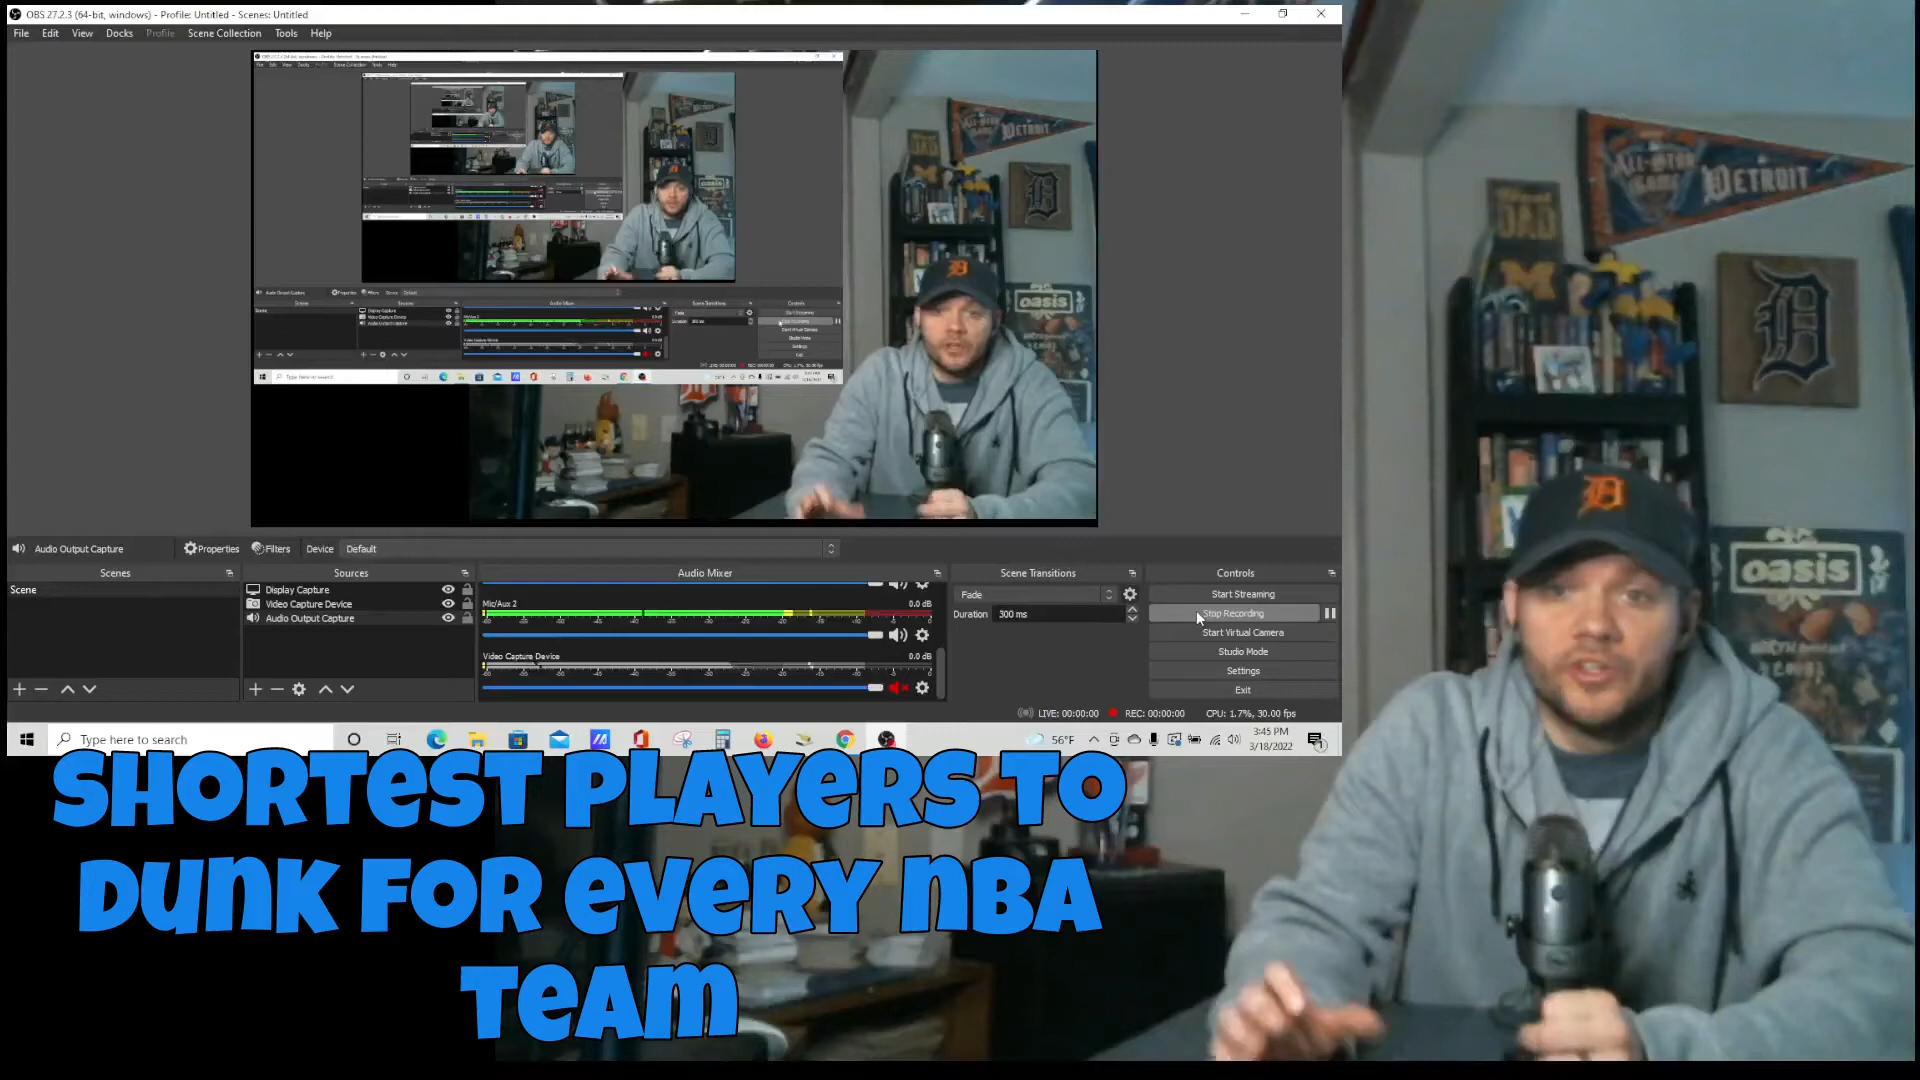 OBS 27.2.3 (64-bit, windows) - Profile: Untitled - Scenes: Untitled
File Edit View Docks Profile Scene Collection Tools Help
ALL-STAR GAME DETROIT
DAD
M
D
oasis
Audio Output Capture Properties Filters Device Default
Scenes Sources Audio Mixer Scene Transitions Controls
Scene
Display Capture
Video Capture Device
Audio Output Capture
Mic/Aux 2 0.0 dB
Video Capture Device 0.0 dB
Fade
Duration 300 ms
Start Streaming
Stop Recording
Start Virtual Camera
Studio Mode
Settings
Exit
LIVE: 00:00:00 REC: 00:00:00 CPU: 1.7%, 30.00 fps
Type here to search
56°F
3:45 PM
3/18/2022
SHORTEST PLAYERS TO
DUNK FOR EVERY NBA
TEAM